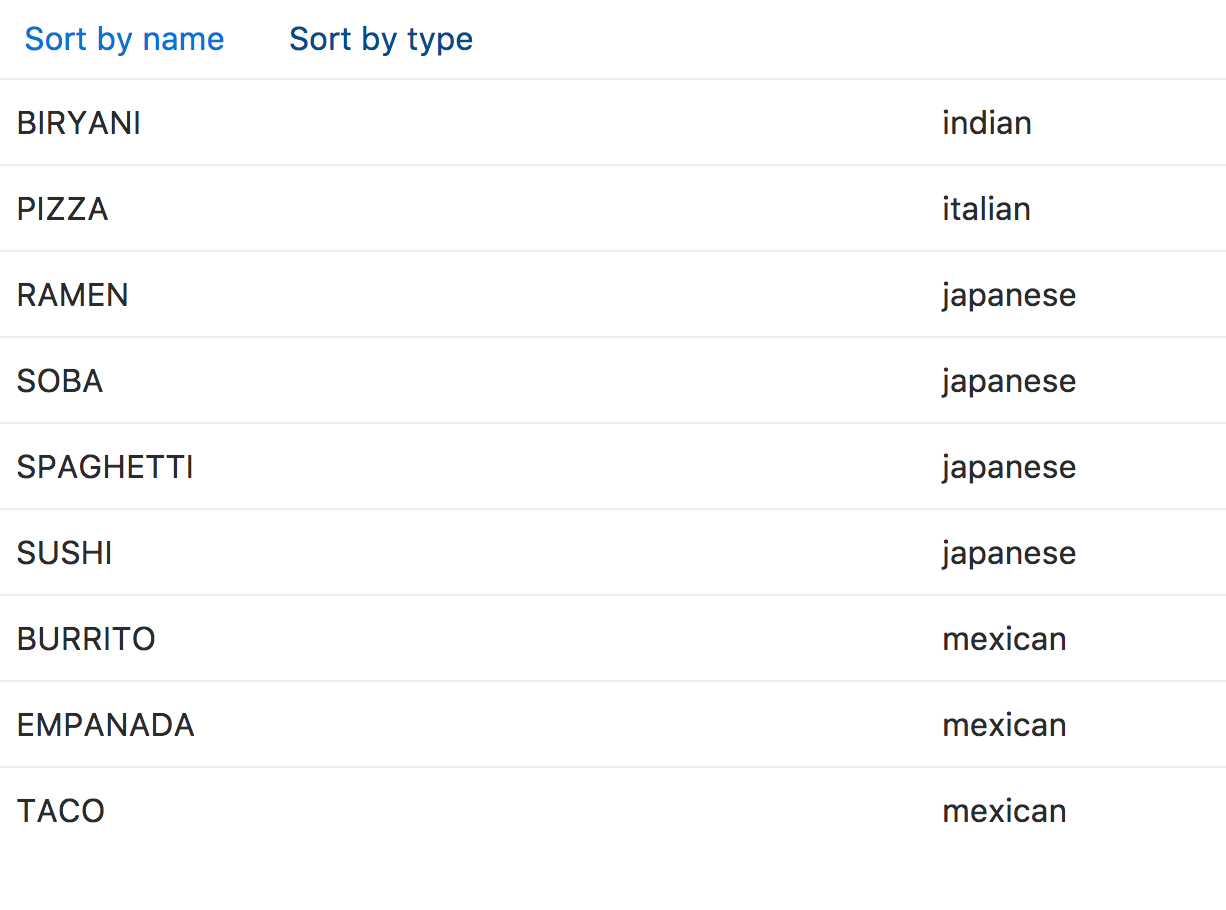 Sort by name Sort by type
BIRYANI indian
PIZZA italian
RAMEN japanese
SOBA japanese
SPAGHETTI japanese
SUSHI japanese
BURRITO mexican
EMPANADA mexican
TACO mexican